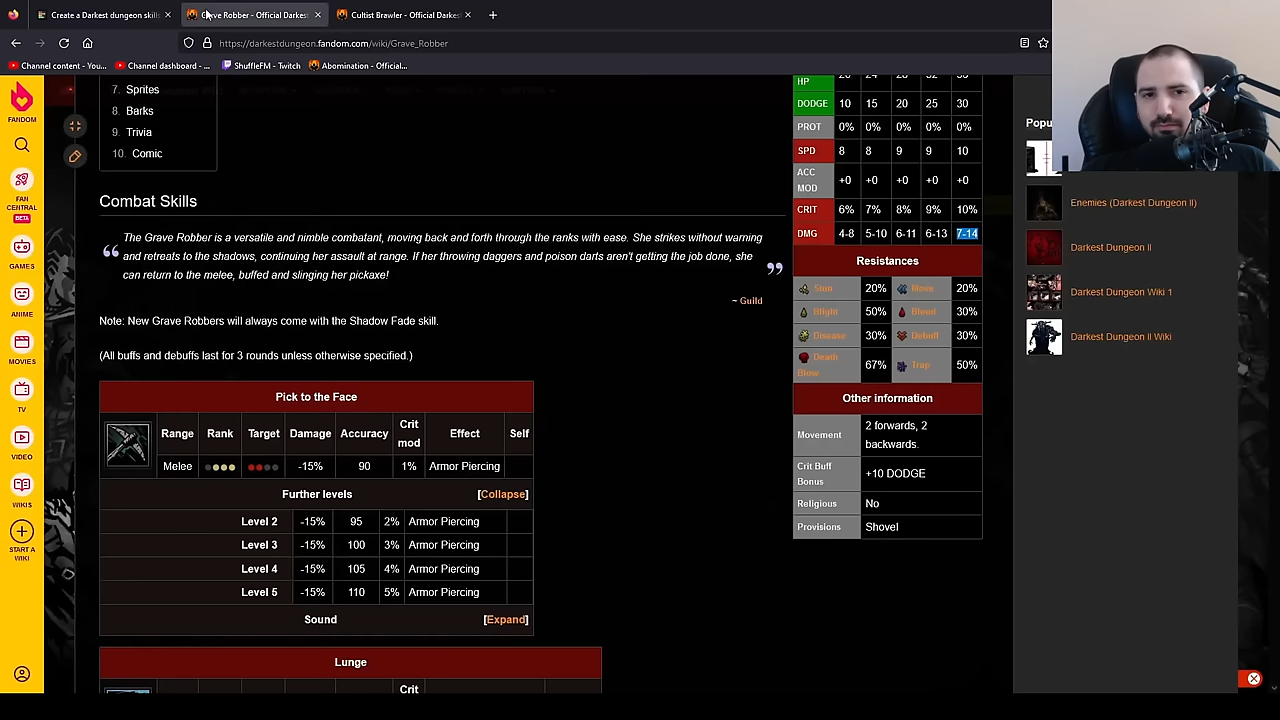 Create a Darkest dungeon skills
Grave Robber - Official Darkest
Cultist Brawler - Official Darkest
https://darkestdungeon.fandom.com/wiki/Grave_Robber
Channel content - You...
Channel dashboard - ...
ShuffleFM - Twitch
Abomination - Official...
FANDOM
FAN CENTRAL
BETA
GAMES
ANIME
MOVIES
TV
VIDEO
WIKIS
START A WIKI
7. Sprites
8. Barks
9. Trivia
10. Comic
Combat Skills
“ The Grave Robber is a versatile and nimble combatant, moving back and forth through the ranks with ease. She strikes without warning
and retreats to the shadows, continuing her assault at range. If her throwing daggers and poison darts aren't getting the job done, she
can return to the melee, buffed and slinging her pickaxe! ”
~ Guild
Note: New Grave Robbers will always come with the Shadow Fade skill.
(All buffs and debuffs last for 3 rounds unless otherwise specified.)
Pick to the Face
Range Rank Target Damage Accuracy Crit mod Effect Self
Melee -15% 90 1% Armor Piercing
Further levels [Collapse]
Level 2 -15% 95 2% Armor Piercing
Level 3 -15% 100 3% Armor Piercing
Level 4 -15% 105 4% Armor Piercing
Level 5 -15% 110 5% Armor Piercing
Sound [Expand]
Lunge
Crit
HP
DODGE 10 15 20 25 30
PROT 0% 0% 0% 0% 0%
SPD 8 8 9 9 10
ACC MOD +0 +0 +0 +0 +0
CRIT 6% 7% 8% 9% 10%
DMG 4-8 5-10 6-11 6-13 7-14
Resistances
Stun 20% Move 20%
Blight 50% Bleed 30%
Disease 30% Debuff 30%
Death Blow 67% Trap 50%
Other information
Movement 2 forwards, 2 backwards.
Crit Buff Bonus +10 DODGE
Religious No
Provisions Shovel
Popu
Enemies (Darkest Dungeon II)
Darkest Dungeon II
Darkest Dungeon Wiki 1
Darkest Dungeon II Wiki